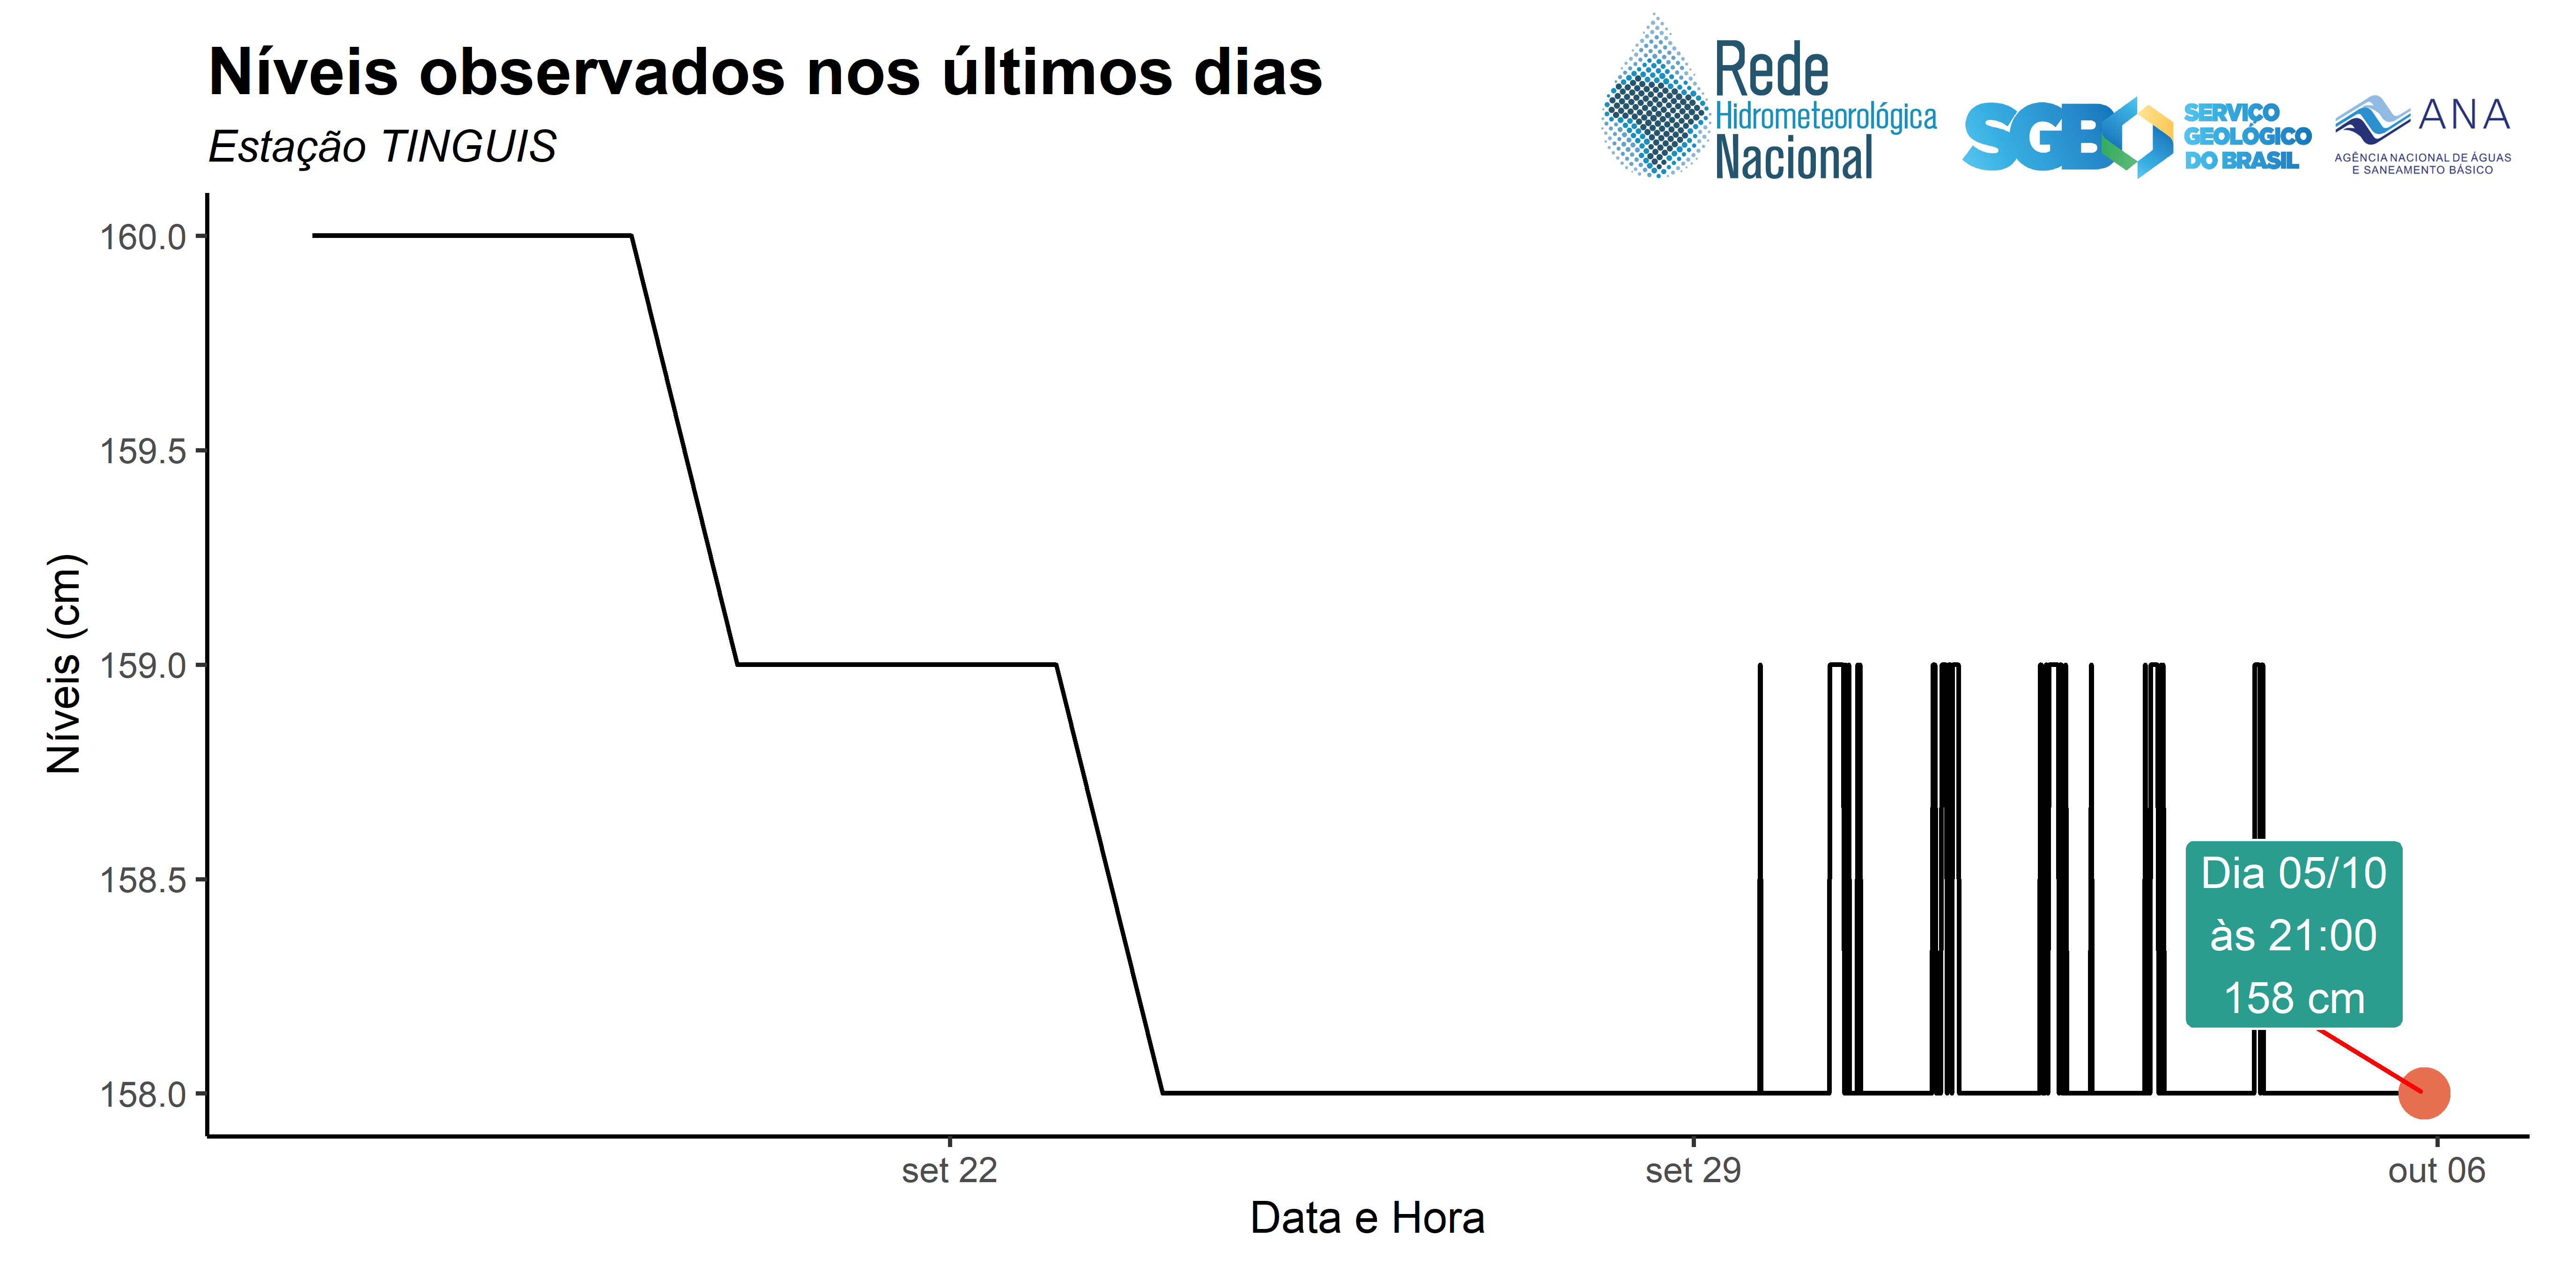 Níveis observados nos últimos dias
Estação TINGUIS
Rede
Hidrometeorológica
Nacional
SGB
SERVIÇO
GEOLÓGICO
DO BRASIL
ANA
AGÊNCIA NACIONAL DE ÁGUAS
E SANEAMENTO BÁSICO
Níveis (cm)
160.0
159.5
159.0
158.5
158.0
Dia 05/10
às 21:00
158 cm
set 22
set 29
out 06
Data e Hora